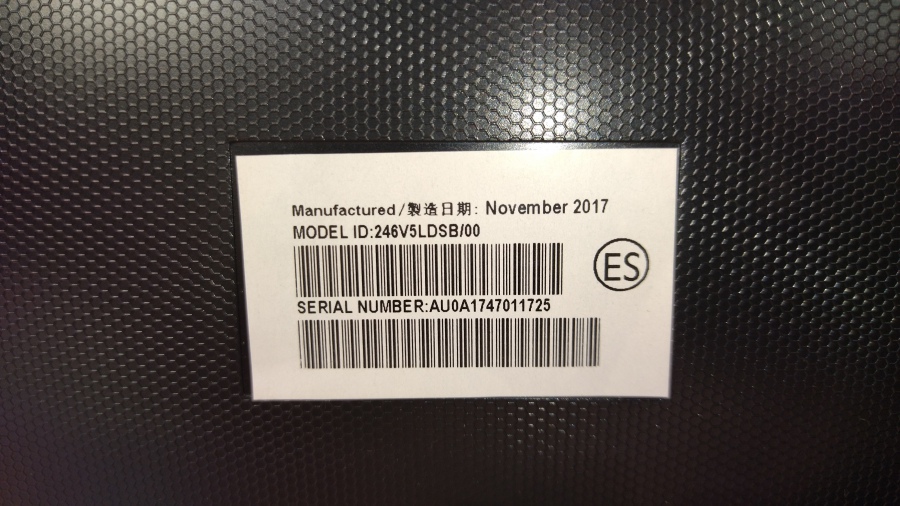 Manufactured/製造日期: November 2017
MODEL ID:246V5LDSB/00
ES
SERIAL NUMBER:AU0A1747011725